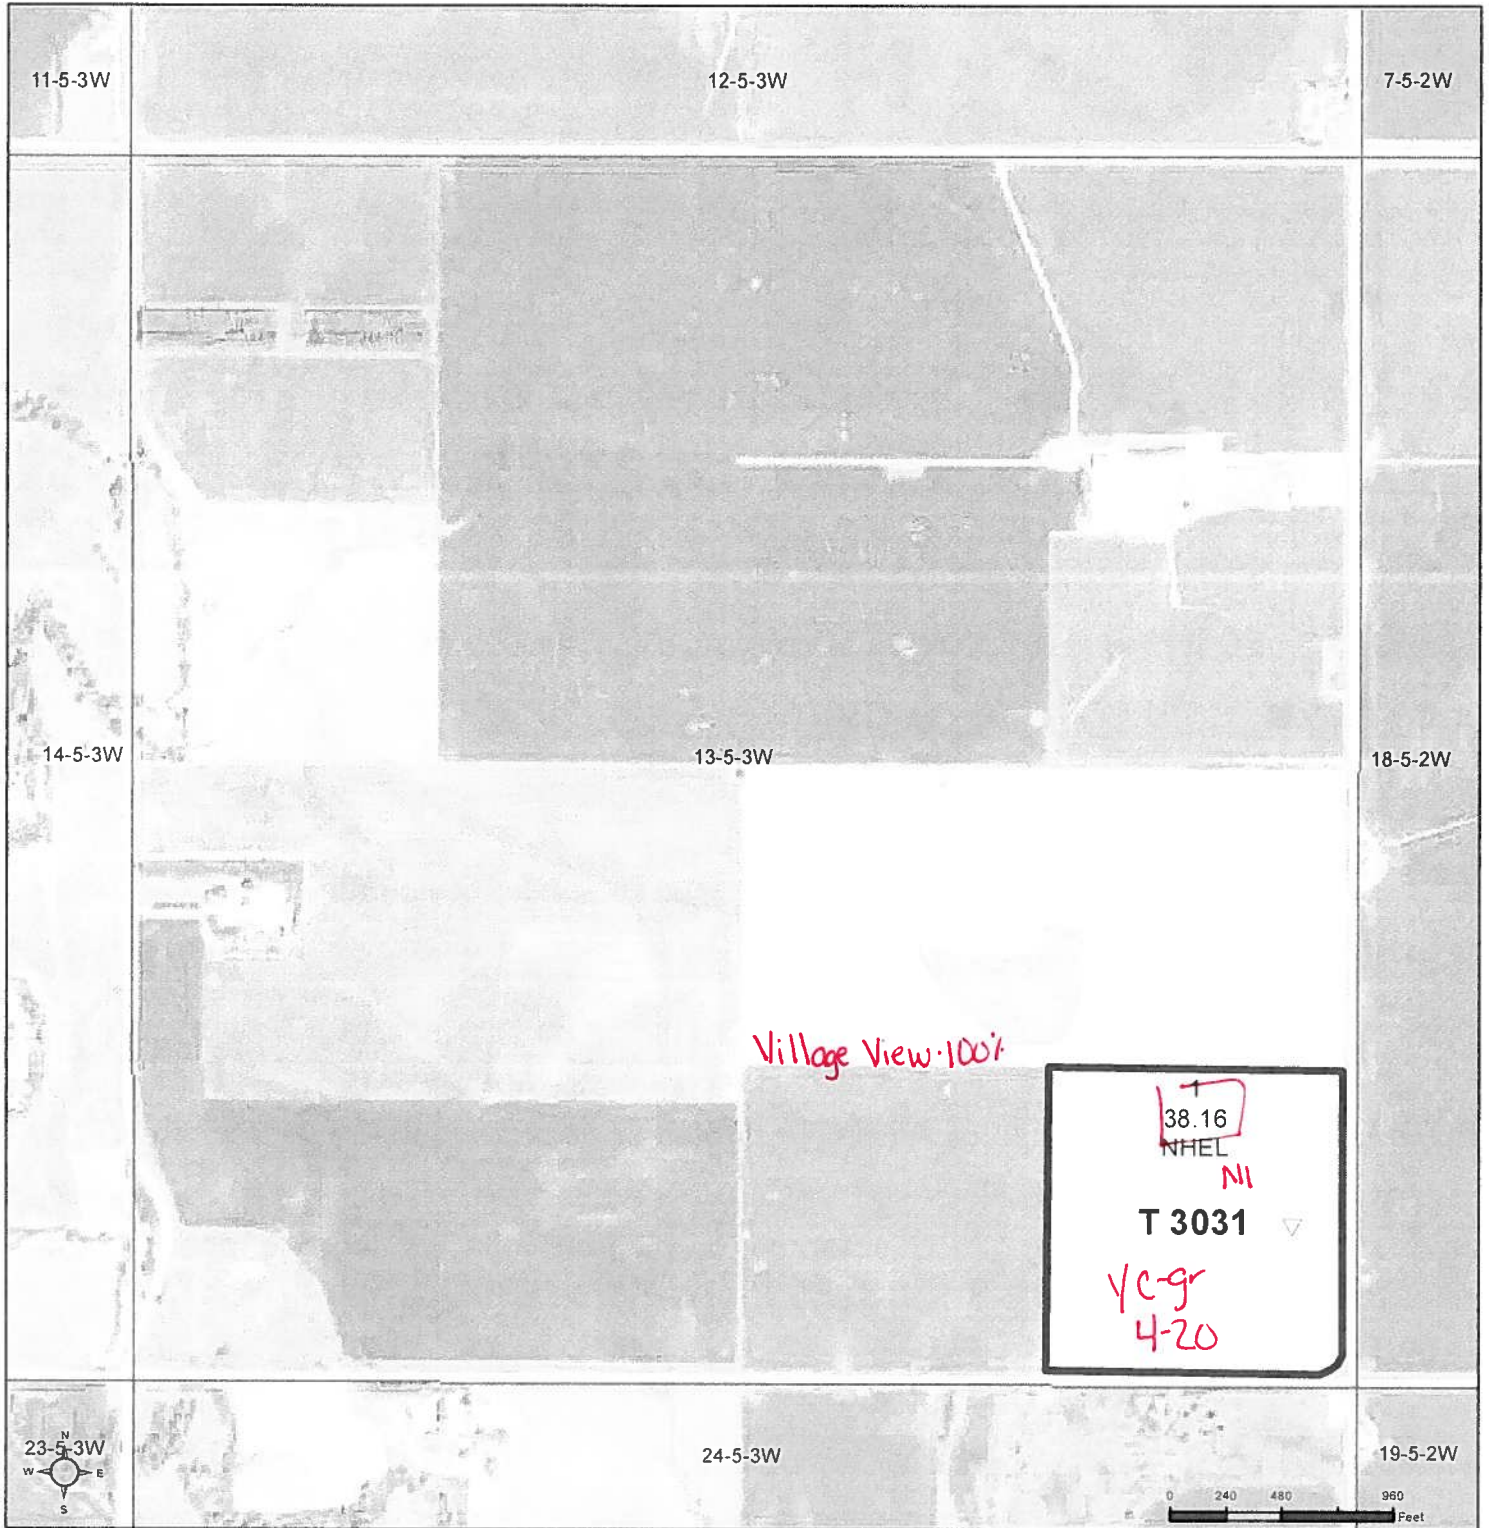 11-5-3W
12-5-3W
7-5-2W
14-5-3W
13-5-3W
18-5-2W
Village View·100%
1
38.16
NHEL
NI
T 3031
YC-gr
4-20
23-5-3W
N
W E
S
24-5-3W
19-5-2W
0 240 480 960
Feet